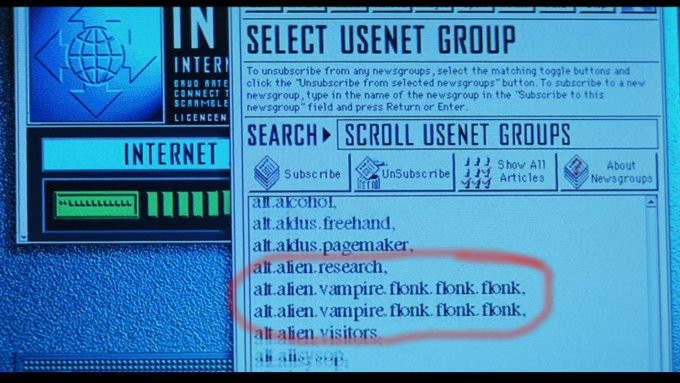 IN
INTERN
CONNECT T
SCRAMBLE
LICENCEN
INTERNET
SELECT USENET GROUP
To unsubscribe from any newsgroups, select the matching toggle buttons and
click the "Unsubscribe from selected newsgroups" button. To subscribe to a new
newsgroup, type in the name of the newsgroup in the "Subscribe to this
newsgroup" field and press Return or Enter.
SEARCH SCROLL USENET GROUPS
Subscribe
UnSubscribe
Show All
Articles
About
Newsgroups
alt.alcohol,
alt.aldus.freehand,
alt.aldus.pagemaker,
alt.alien.research,
alt.alien.vampire.flonk.flonk.flonk,
alt.alien.vampire.flonk.flonk.flonk,
alt.alien.visitors,
alt.allsysop,